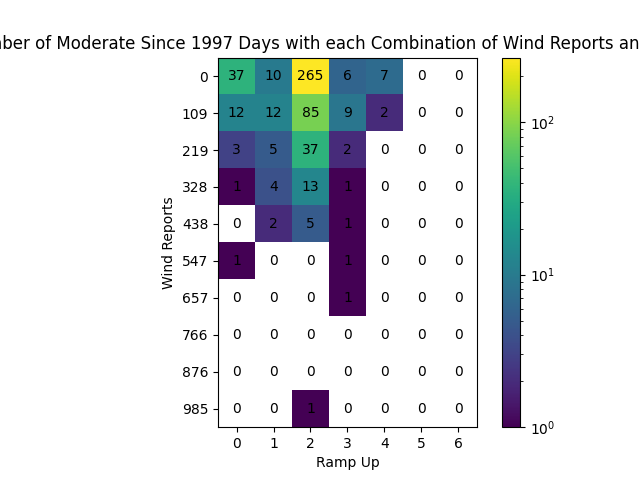 of Moderate Since 1997 Days with each Combination of Wind Reports
0 37 10 265 6 7 0 0
109 12 12 85 9 2 0 0
219 3 5 37 2 0 0 0
328 1 4 13 1 0 0 0
438 0 2 5 1 0 0 0
547 1 0 0 1 0 0 0
657 0 0 0 1 0 0 0
766 0 0 0 0 0 0 0
876 0 0 0 0 0 0 0
985 0 0 1 0 0 0 0
0 1 2 3 4 5 6
Ramp Up
Wind Reports
10²
10¹
10⁰